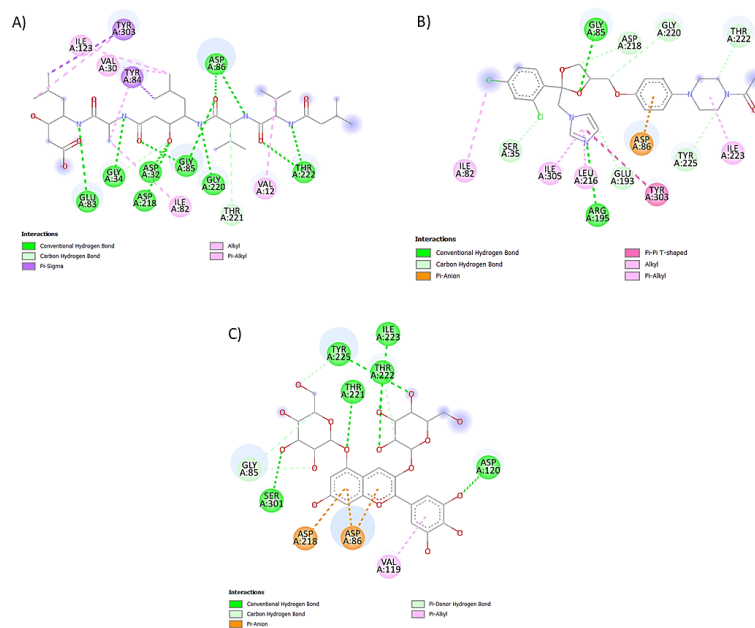 A)
TYR
A:303
ILE
A:123
VAL
A:30
TYR
A:84
ASP
A:86
GLU
A:83
GLY
A:34
ASP
A:32
ASP
A:218
GLY
A:85
ILE
A:82
GLY
A:220
THR
A:221
VAL
A:12
THR
A:222
Interactions
Conventional Hydrogen Bond
Carbon Hydrogen Bond
Pi-Sigma
Alkyl
Pi-Alkyl
B)
GLY
A:85
ASP
A:218
GLY
A:220
THR
A:222
ILE
A:82
SER
A:35
ILE
A:305
LEU
A:216
ARG
A:195
GLU
A:193
TYR
A:303
ASP
A:86
TYR
A:225
ILE
A:223
Interactions
Conventional Hydrogen Bond
Carbon Hydrogen Bond
Pi-Anion
Pi-Pi T-shaped
Alkyl
Pi-Alkyl
C)
ILE
A:223
TYR
A:225
THR
A:222
THR
A:221
GLY
A:85
SER
A:301
ASP
A:120
ASP
A:218
ASP
A:86
VAL
A:119
Interactions
Conventional Hydrogen Bond
Carbon Hydrogen Bond
Pi-Anion
Pi-Donor Hydrogen Bond
Pi-Alkyl